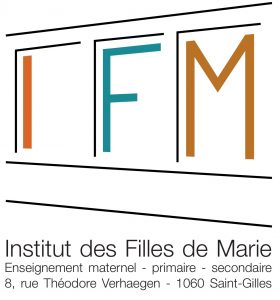 IFM
Institut des Filles de Marie
Enseignement maternel - primaire - secondaire
8, rue Théodore Verhaegen - 1060 Saint-Gilles